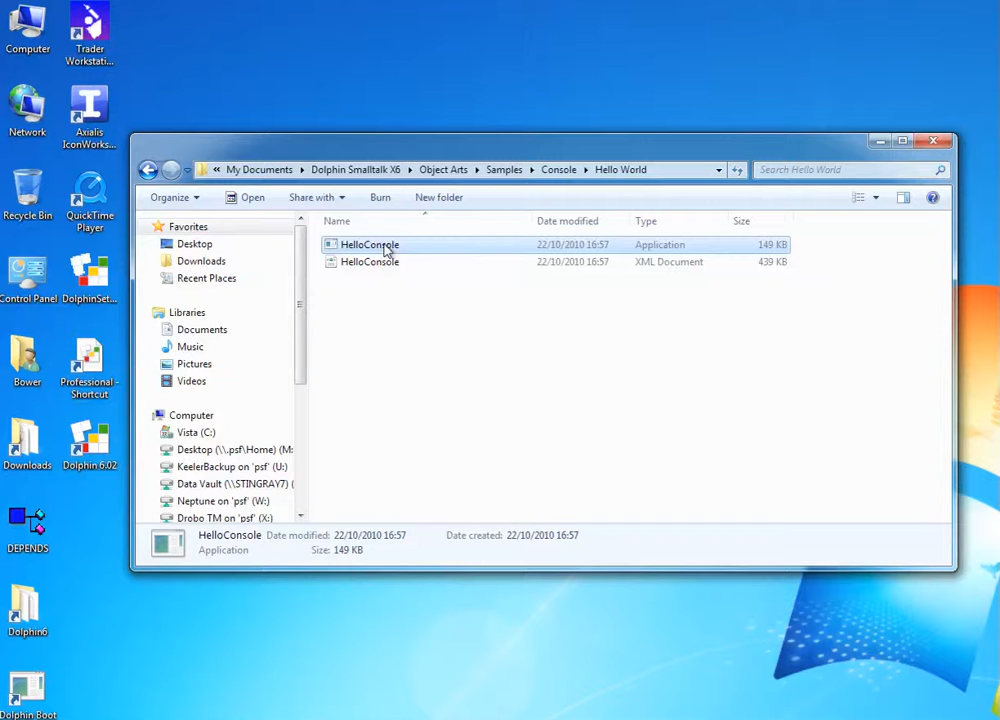 Computer
Trader
Workstati...
Network
Axialis
IconWorks...
Recycle Bin
QuickTime
Player
Control Panel
DolphinSet...
Bower
Professional -
Shortcut
Downloads
Dolphin 6.02
DEPENDS
Dolphin6
Dolphin Boot
« My Documents Dolphin Smalltalk X6 Object Arts Samples Console Hello World
Search Hello World
Organize Open Share with Burn New folder
Favorites
Desktop
Downloads
Recent Places
Libraries
Documents
Music
Pictures
Videos
Computer
Vista (C:)
Desktop (\\.psf\Home) (M:
KeelerBackup on 'psf' (U:)
Data Vault (\\STINGRAY7) (
Neptune on 'psf' (W:)
Drobo TM on 'psf' (X:)
Name Date modified Type Size
HelloConsole 22/10/2010 16:57 Application 149 KB
HelloConsole 22/10/2010 16:57 XML Document 439 KB
HelloConsole Date modified: 22/10/2010 16:57 Date created: 22/10/2010 16:57
Application Size: 149 KB